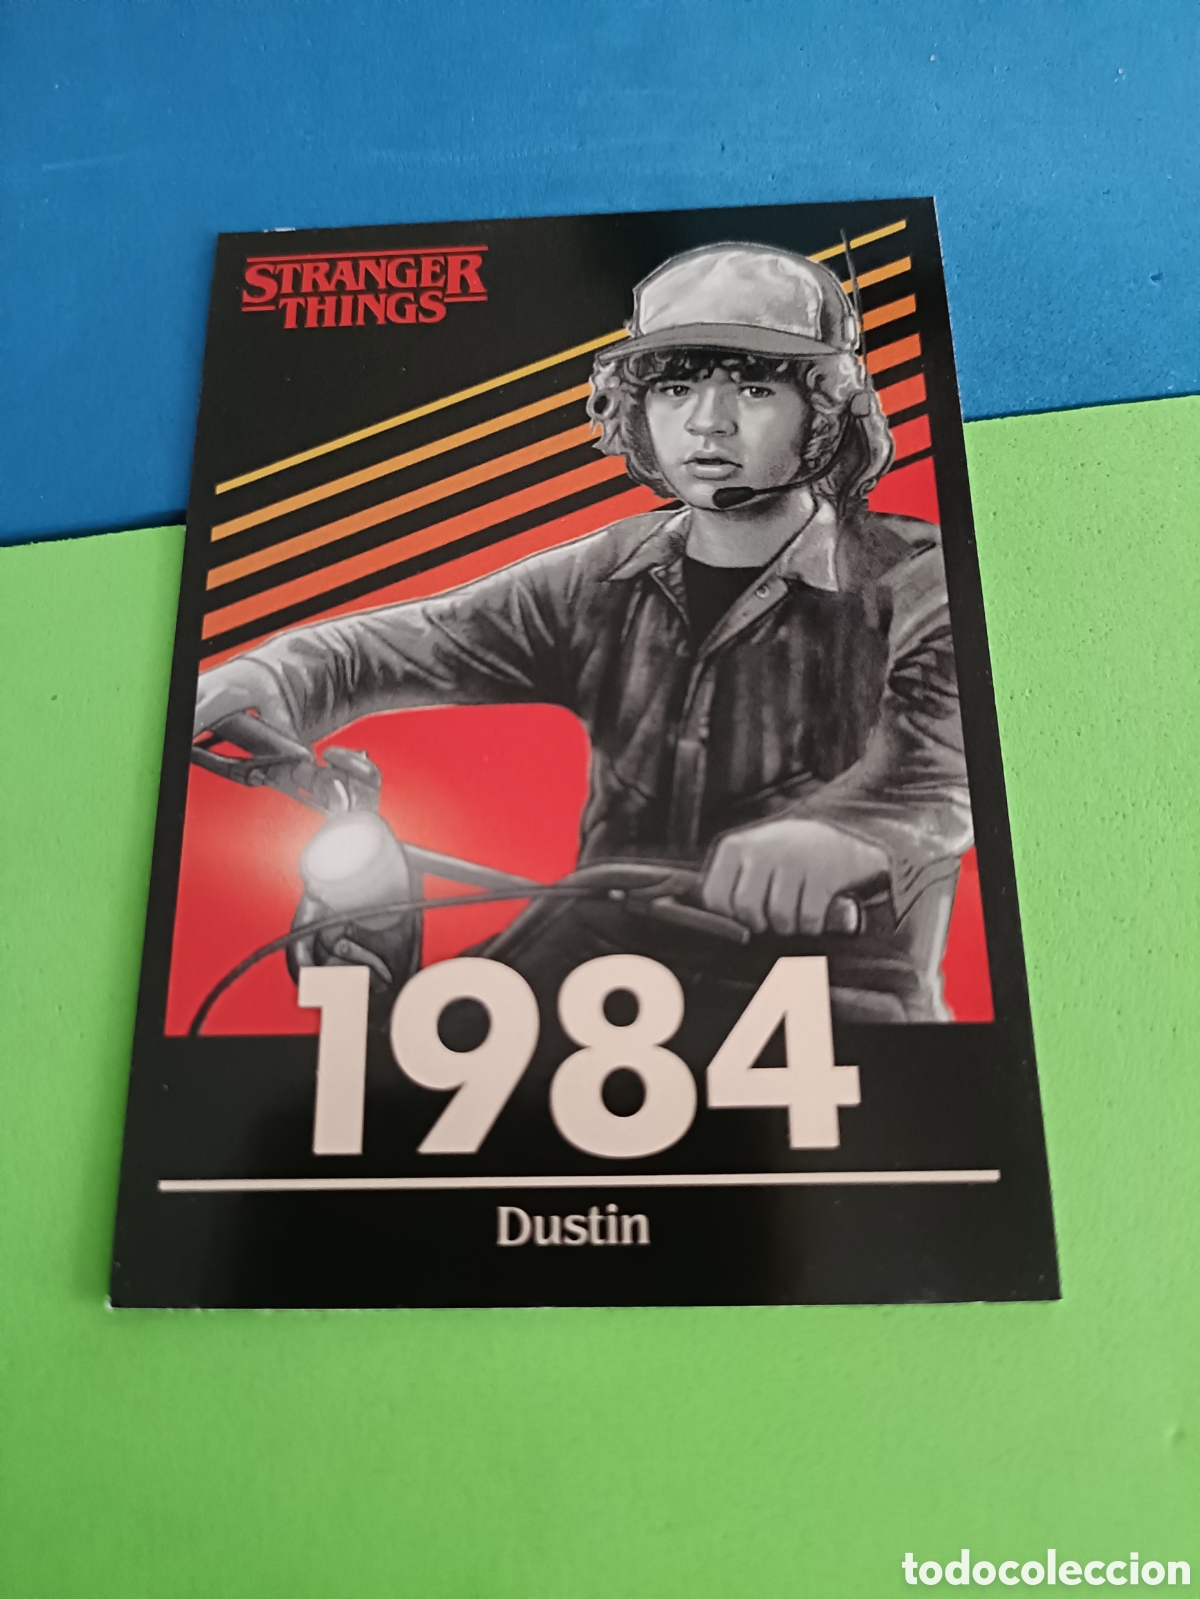 STRANGER
THINGS
1984
Dustin
todocoleccion